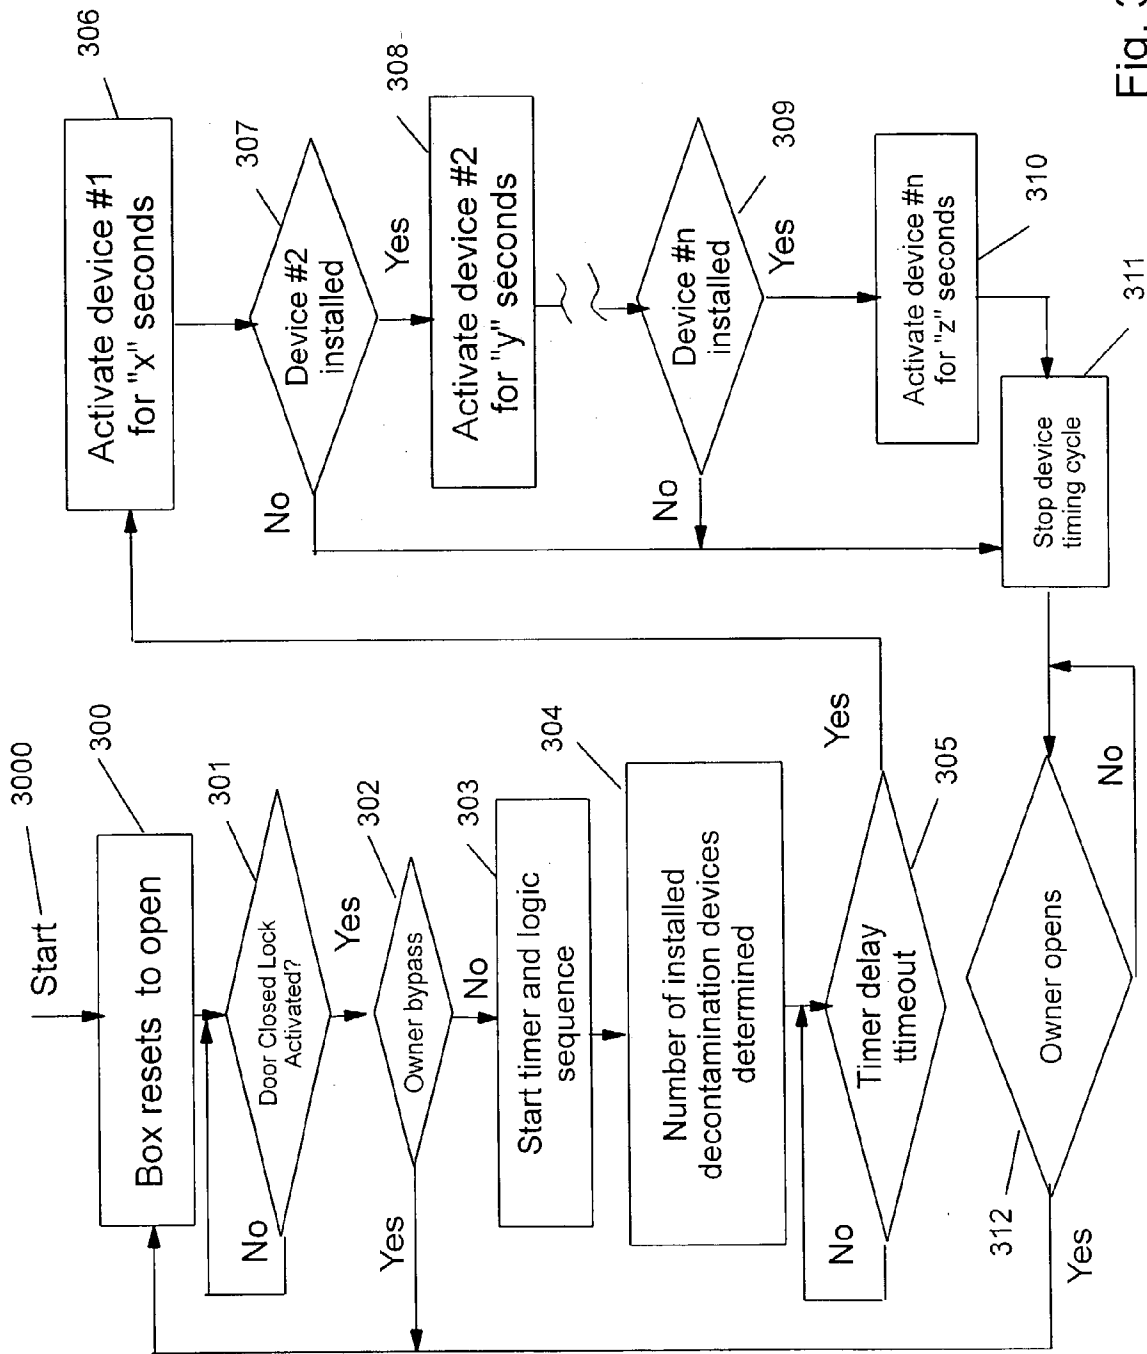 Start
3000
300
Box resets to open
301
Door Closed Lock
Activated?
No
Yes
302
Owner bypass
Yes
No
303
Start timer and logic
sequence
304
Number of installed
decontamination devices
determined
305
Timer delay
ttimeout
No
Yes
306
Activate device #1
for "x" seconds
307
Device #2
installed
No
Yes
308
Activate device #2
for "y" seconds
309
Device #n
installed
No
Yes
310
Activate device #n
for "z" seconds
311
Stop device
timing cycle
312
Owner opens
No
Yes
Fig. 3